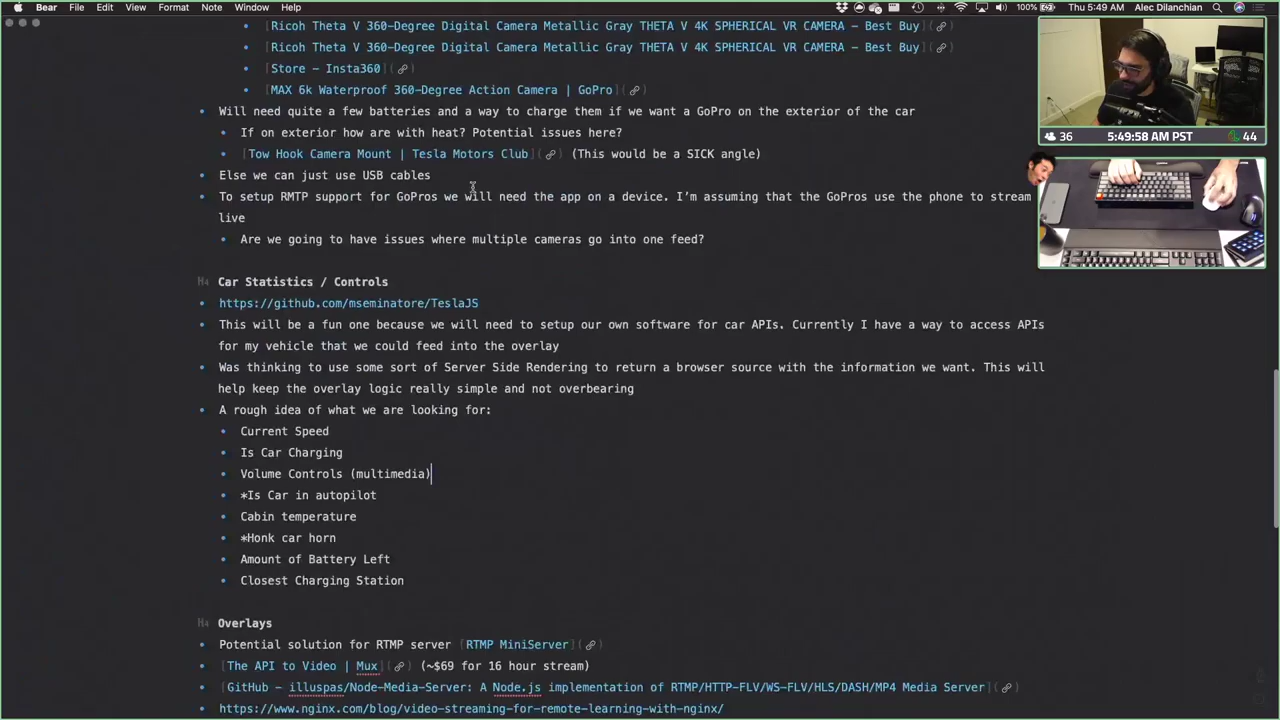 Bear File Edit View Format Note Window Help
100% Thu 5:49 AM Alec Dilanchian
[Ricoh Theta V 360-Degree Digital Camera Metallic Gray THETA V 4K SPHERICAL VR CAMERA – Best Buy]( )
[Ricoh Theta V 360-Degree Digital Camera Metallic Gray THETA V 4K SPHERICAL VR CAMERA – Best Buy]( )
[Store – Insta360]( )
[MAX 6k Waterproof 360-Degree Action Camera | GoPro]( )
36 5:49:58 AM PST 44
Will need quite a few batteries and a way to charge them if we want a GoPro on the exterior of the car
If on exterior how are with heat? Potential issues here?
[Tow Hook Camera Mount | Tesla Motors Club]( ) (This would be a SICK angle)
Else we can just use USB cables
To setup RMTP support for GoPros we will need the app on a device. I’m assuming that the GoPros use the phone to stream
live
Are we going to have issues where multiple cameras go into one feed?
H4 Car Statistics / Controls
https://github.com/mseminatore/TeslaJS
This will be a fun one because we will need to setup our own software for car APIs. Currently I have a way to access APIs
for my vehicle that we could feed into the overlay
Was thinking to use some sort of Server Side Rendering to return a browser source with the information we want. This will
help keep the overlay logic really simple and not overbearing
A rough idea of what we are looking for:
Current Speed
Is Car Charging
Volume Controls (multimedia)
*Is Car in autopilot
Cabin temperature
*Honk car horn
Amount of Battery Left
Closest Charging Station
H4 Overlays
Potential solution for RTMP server [RTMP MiniServer]( )
[The API to Video | Mux]( ) (~$69 for 16 hour stream)
[GitHub – illuspas/Node-Media-Server: A Node.js implementation of RTMP/HTTP-FLV/WS-FLV/HLS/DASH/MP4 Media Server]( )
https://www.nginx.com/blog/video-streaming-for-remote-learning-with-nginx/